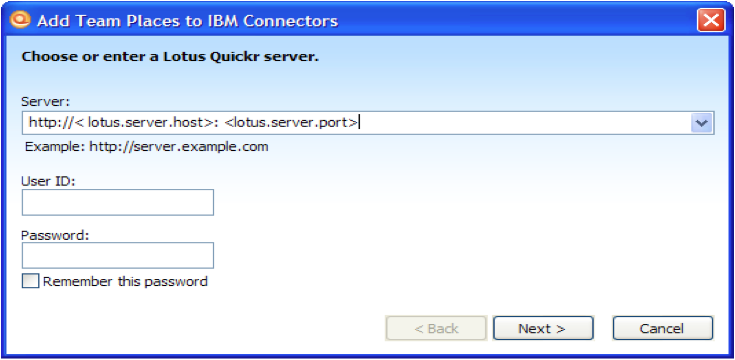 Add Team Places to IBM Connectors
Choose or enter a Lotus Quickr server.
Server:
http://< lotus.server.host>: <lotus.server.port>
Example: http://server.example.com
User ID:
Password:
Remember this password
< Back Next > Cancel